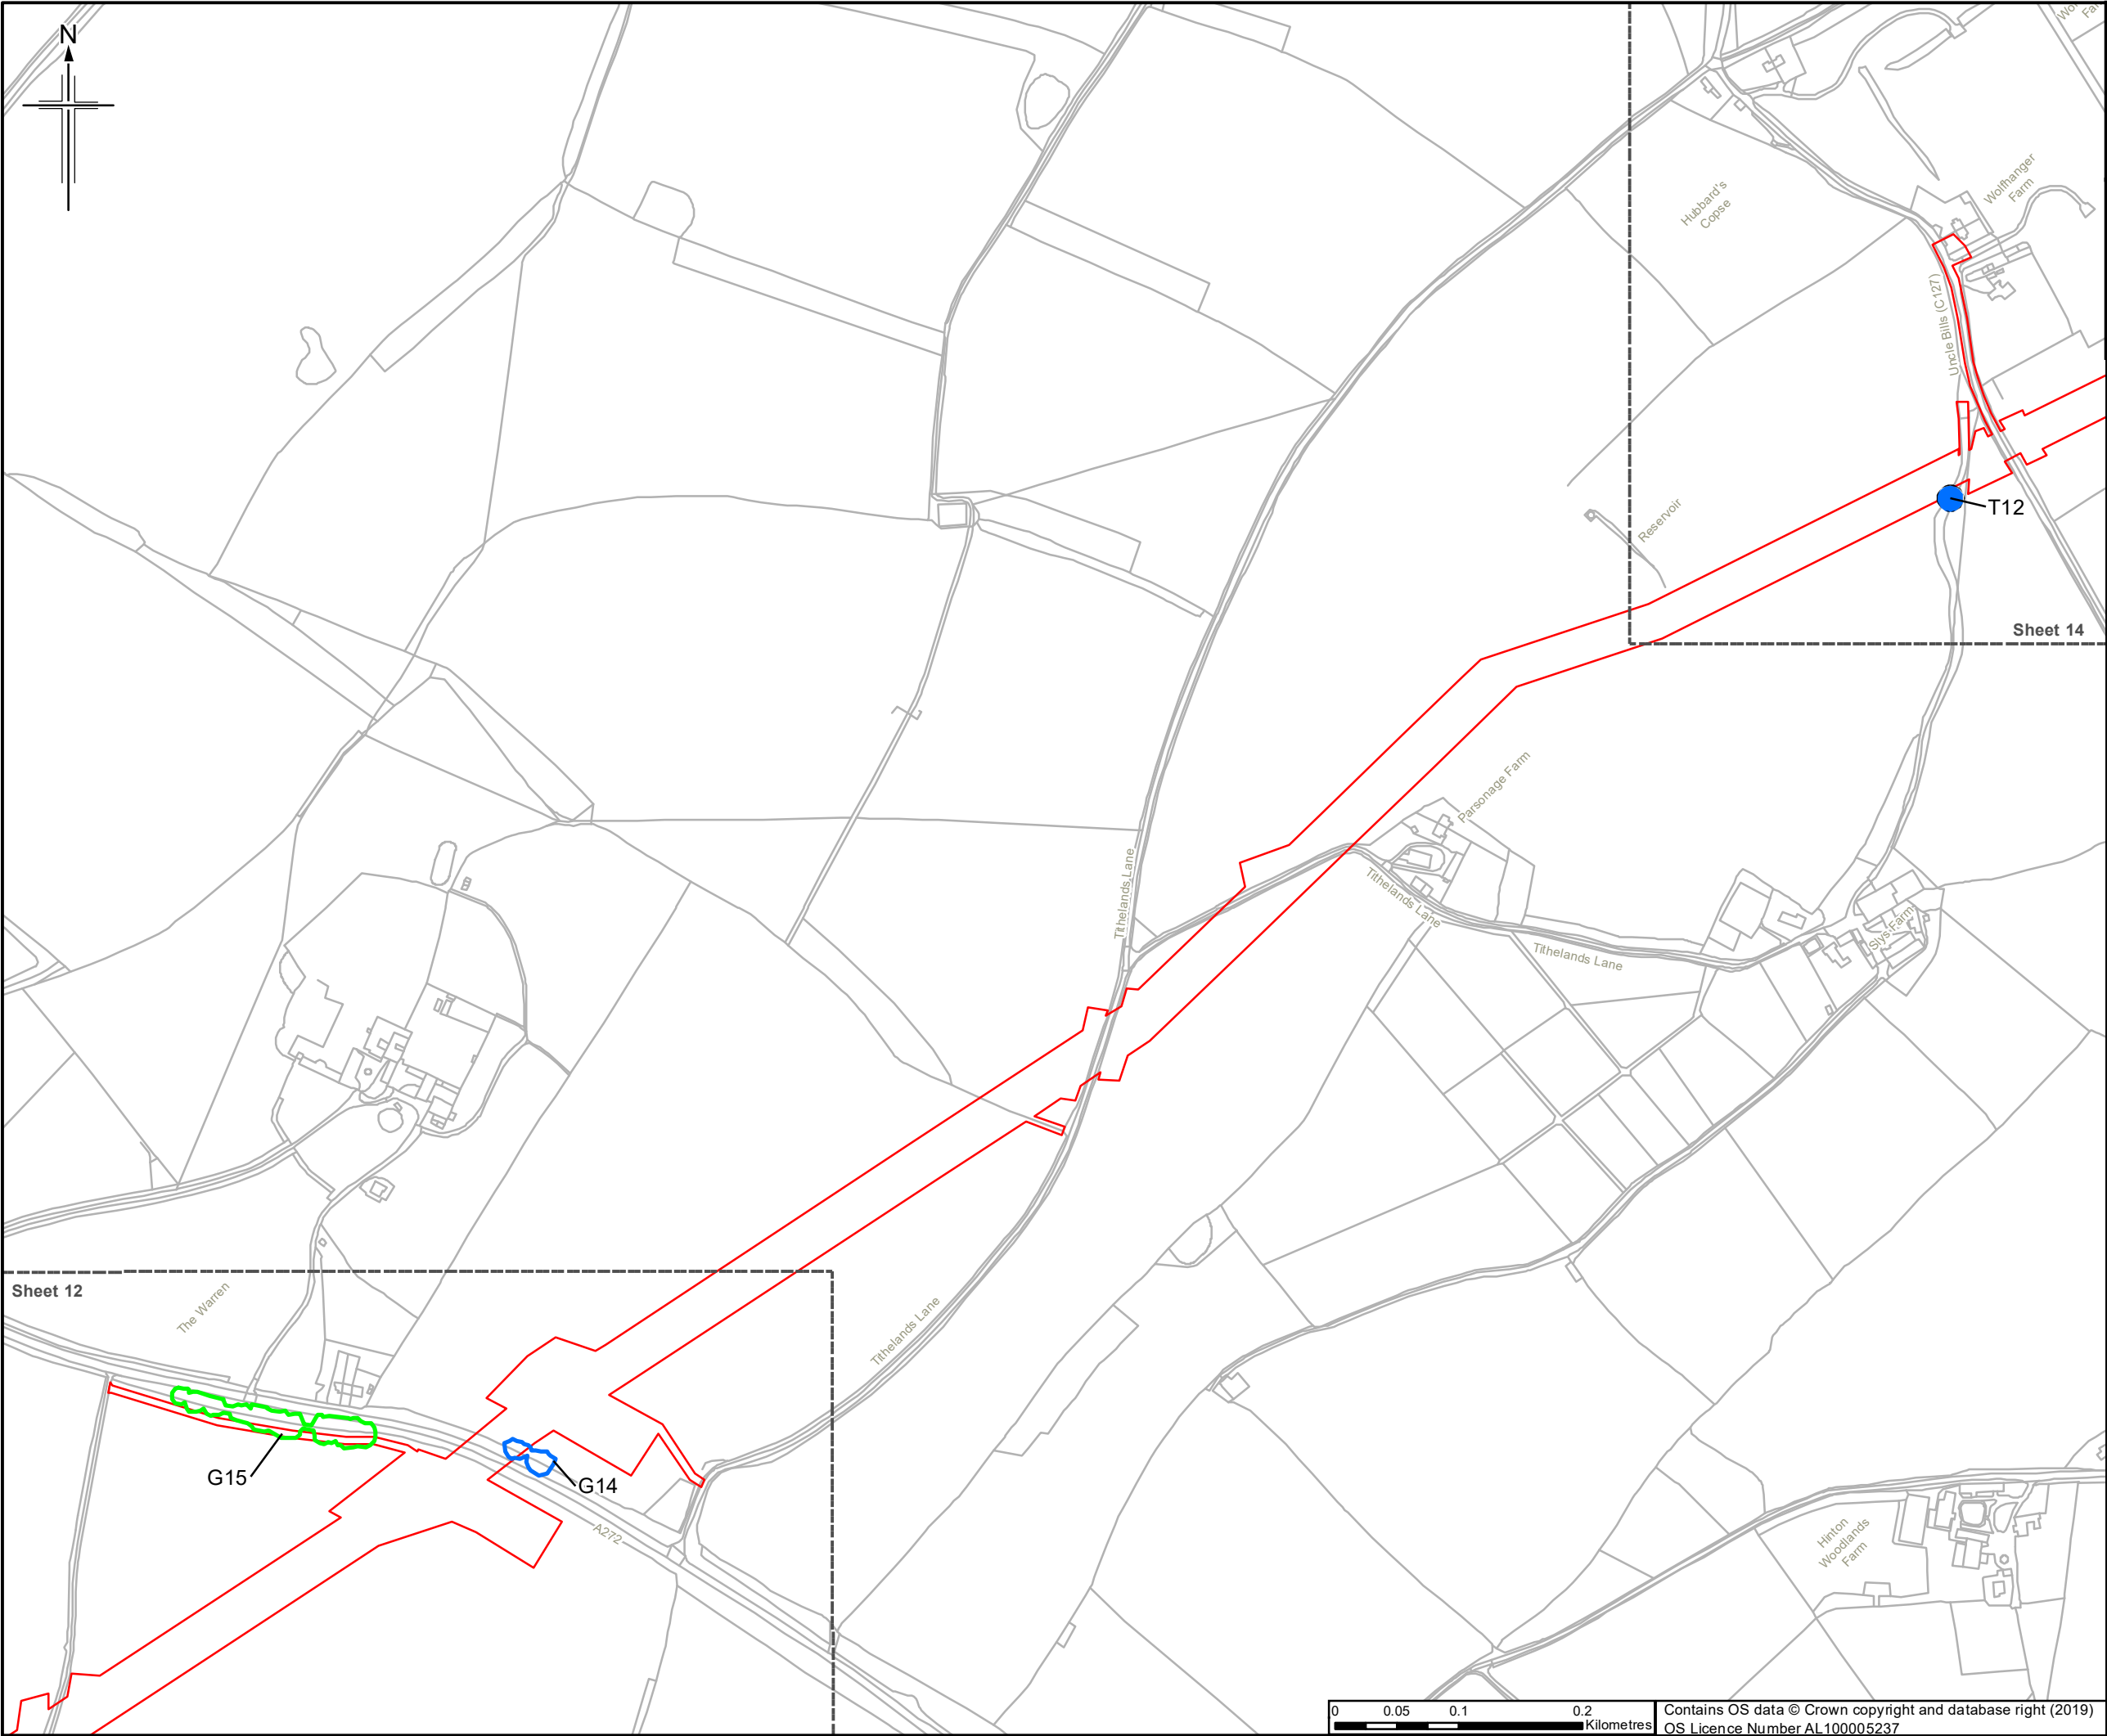 N
Wolfhanger
Farm
Hubbard's
Copse
Uncle Bills (C127)
T12
Reservoir
Sheet 14
Parsonage Farm
Tithelands Lane
Tithelands Lane
Slys Farm
Tithelands Lane
Sheet 12
The Warren
Tithelands Lane
G15
G14
A272
Hinton
Woodlands
Farm
0 0.05 0.1 0.2
Kilometres
Contains OS data © Crown copyright and database right (2019)
OS Licence Number AL100005237